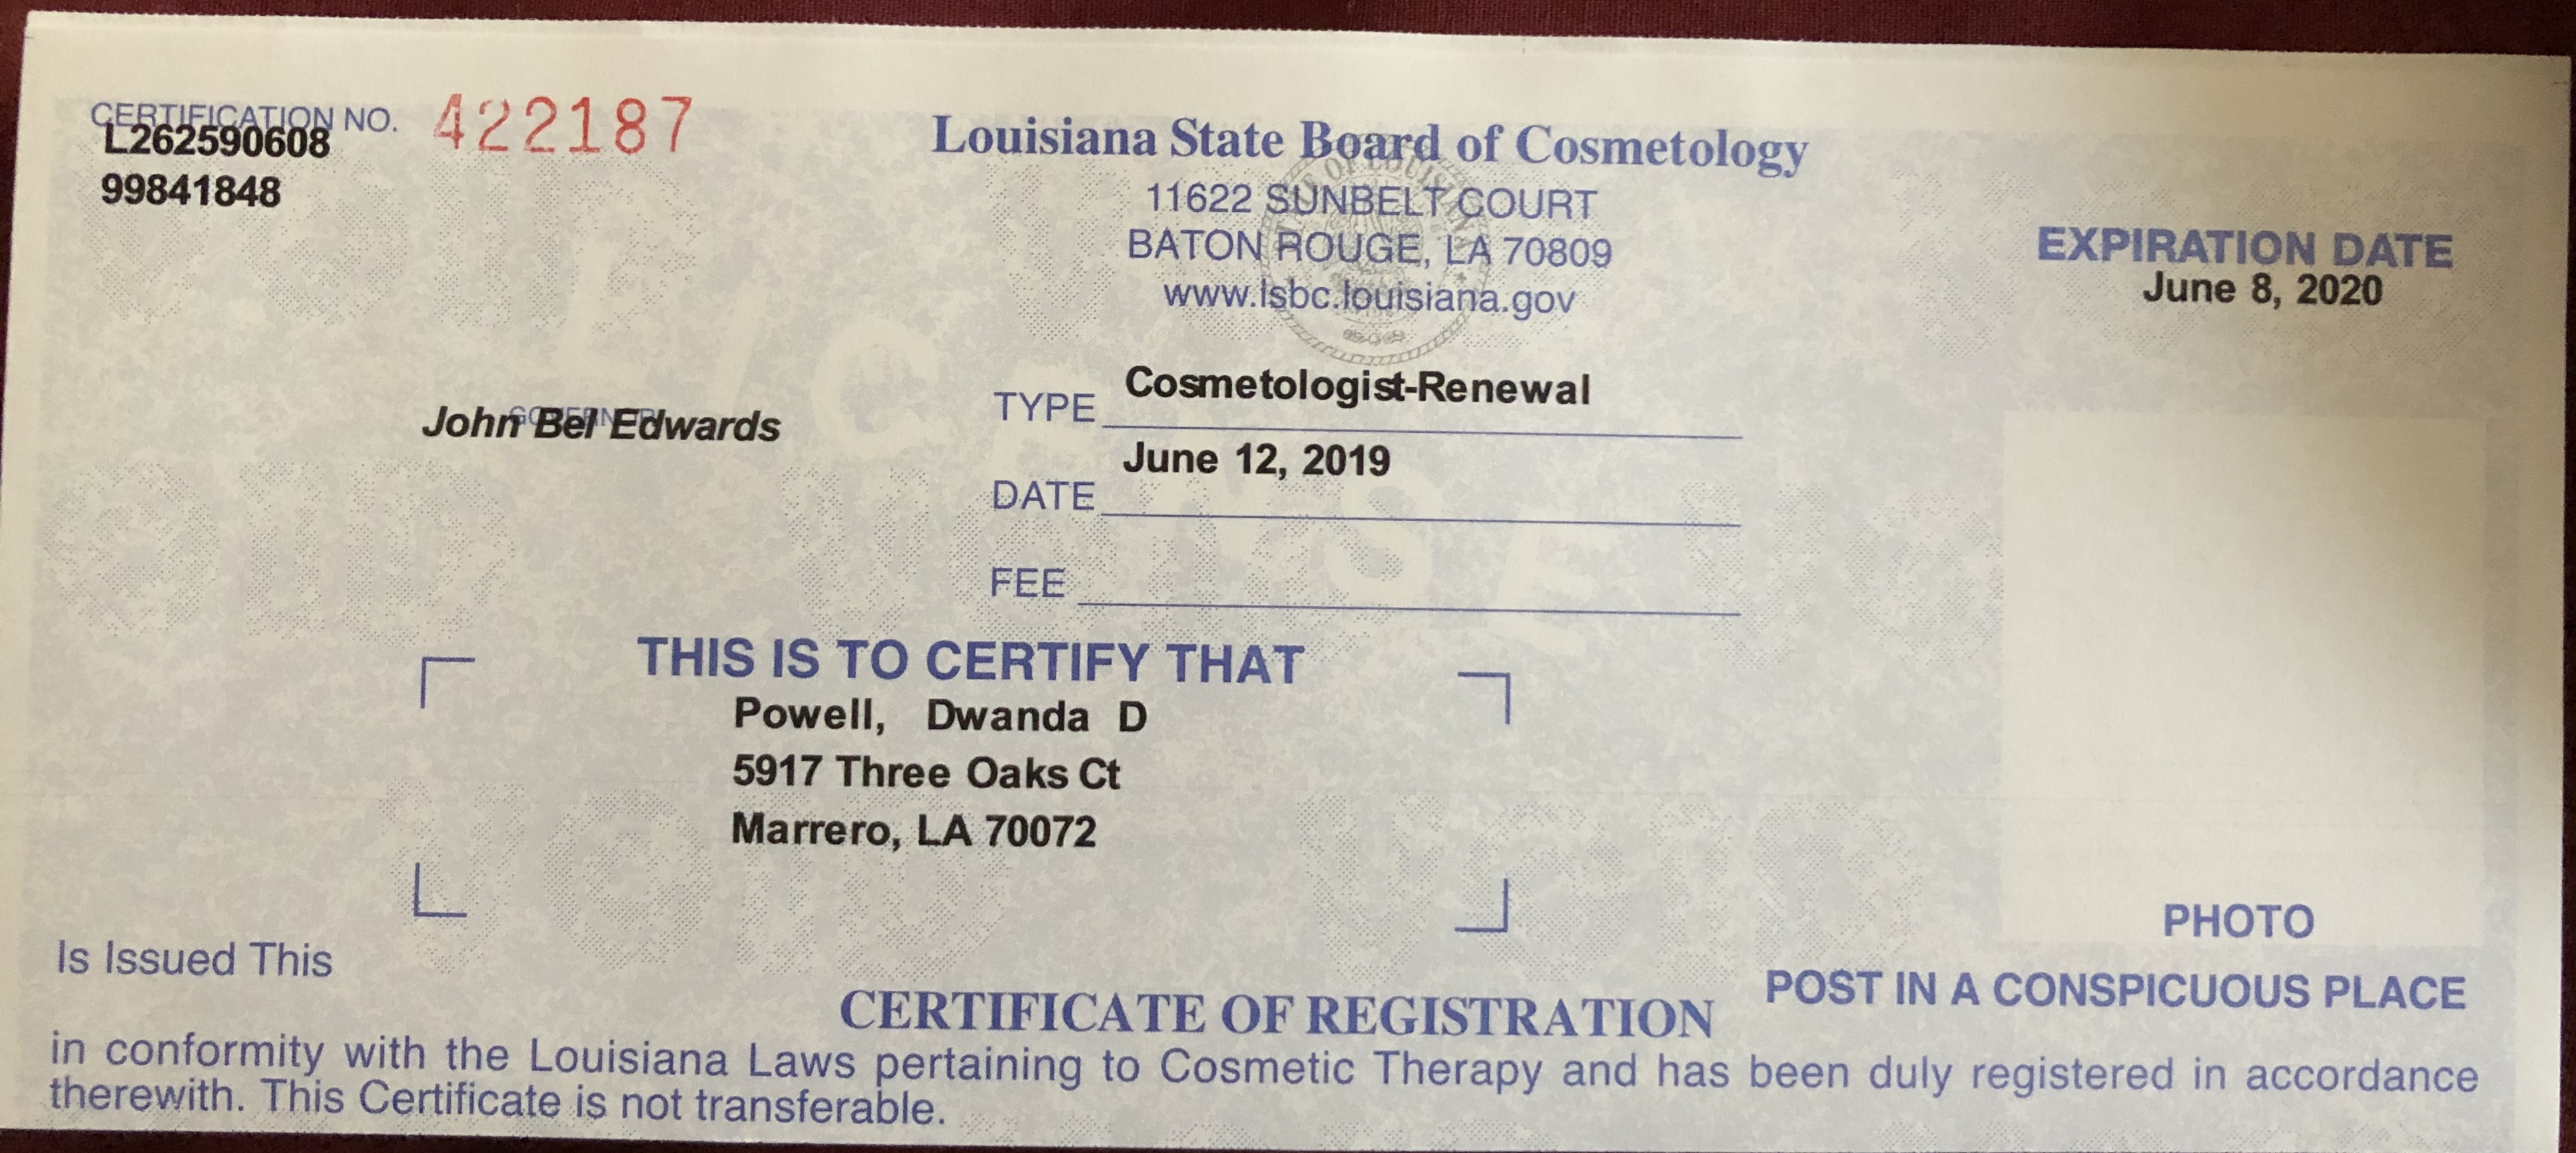 CERTIFICATION NO. 422187
L262590608
99841848
Louisiana State Board of Cosmetology
11622 SUNBELT COURT
BATON ROUGE, LA 70809
www.lsbc.louisiana.gov
EXPIRATION DATE
June 8, 2020
GOVERNOR
John Bel Edwards
TYPE Cosmetologist-Renewal
DATE June 12, 2019
FEE
THIS IS TO CERTIFY THAT
Powell, Dwanda D
5917 Three Oaks Ct
Marrero, LA 70072
PHOTO
Is Issued This
POST IN A CONSPICUOUS PLACE
CERTIFICATE OF REGISTRATION
in conformity with the Louisiana Laws pertaining to Cosmetic Therapy and has been duly registered in accordance
therewith. This Certificate is not transferable.